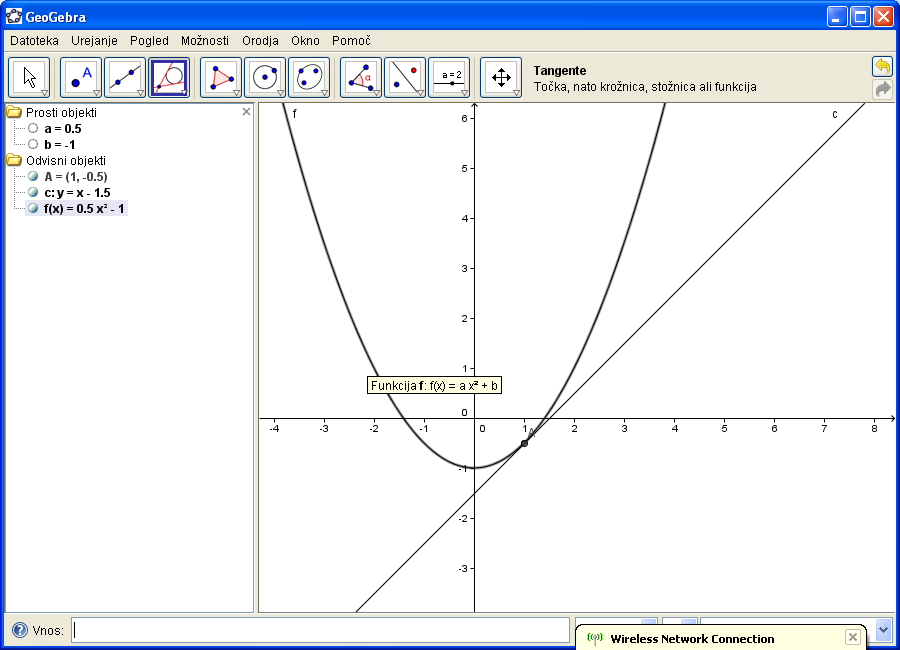 GeoGebra
Datoteka Urejanje Pogled Možnosti Orodja Okno Pomoč
A
α
a = 2
Tangente
Točka, nato krožnica, stožnica ali funkcija
Prosti objekti
a = 0.5
b = -1
Odvisni objekti
A = (1, -0.5)
c: y = x - 1.5
f(x) = 0.5 x² - 1
f
c
6
5
4
3
2
1
Funkcija f: f(x) = a x² + b
0
-4 -3 -2 -1 0 1 2 3 4 5 6 7 8
A
-1
-2
-3
Vnos:
Wireless Network Connection